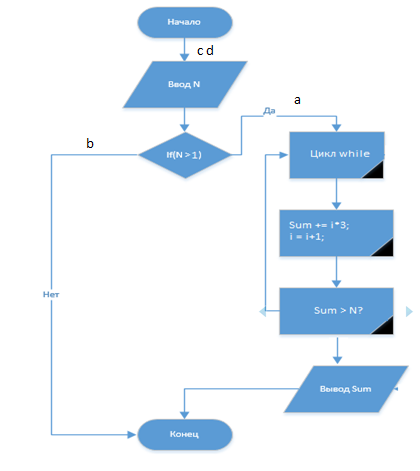 Начало
c d
Ввод N
a
Да
b
If(N > 1)
Цикл while
Sum += i*3;
i = i+1;
Нет
Sum > N?
Вывод Sum
Конец